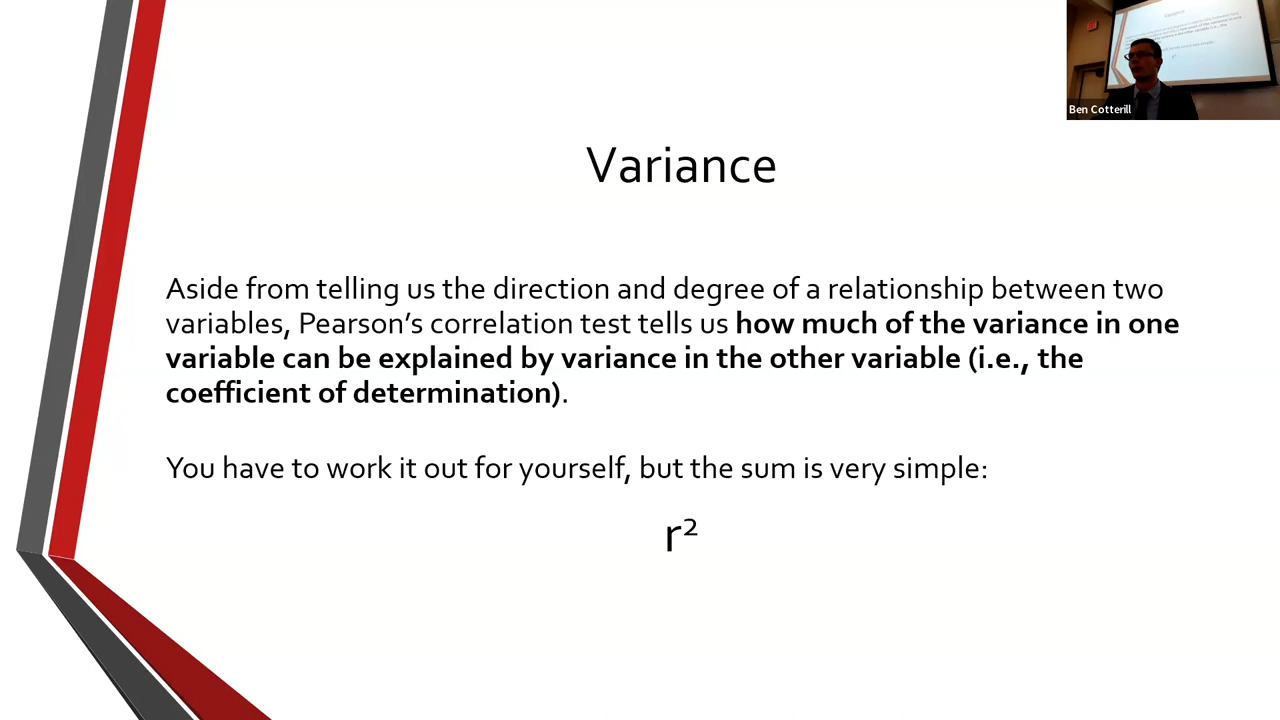 Ben Cotterill
Variance
Aside from telling us the direction and degree of a relationship between two
variables, Pearson’s correlation test tells us how much of the variance in one
variable can be explained by variance in the other variable (i.e., the
coefficient of determination).
You have to work it out for yourself, but the sum is very simple:
r²